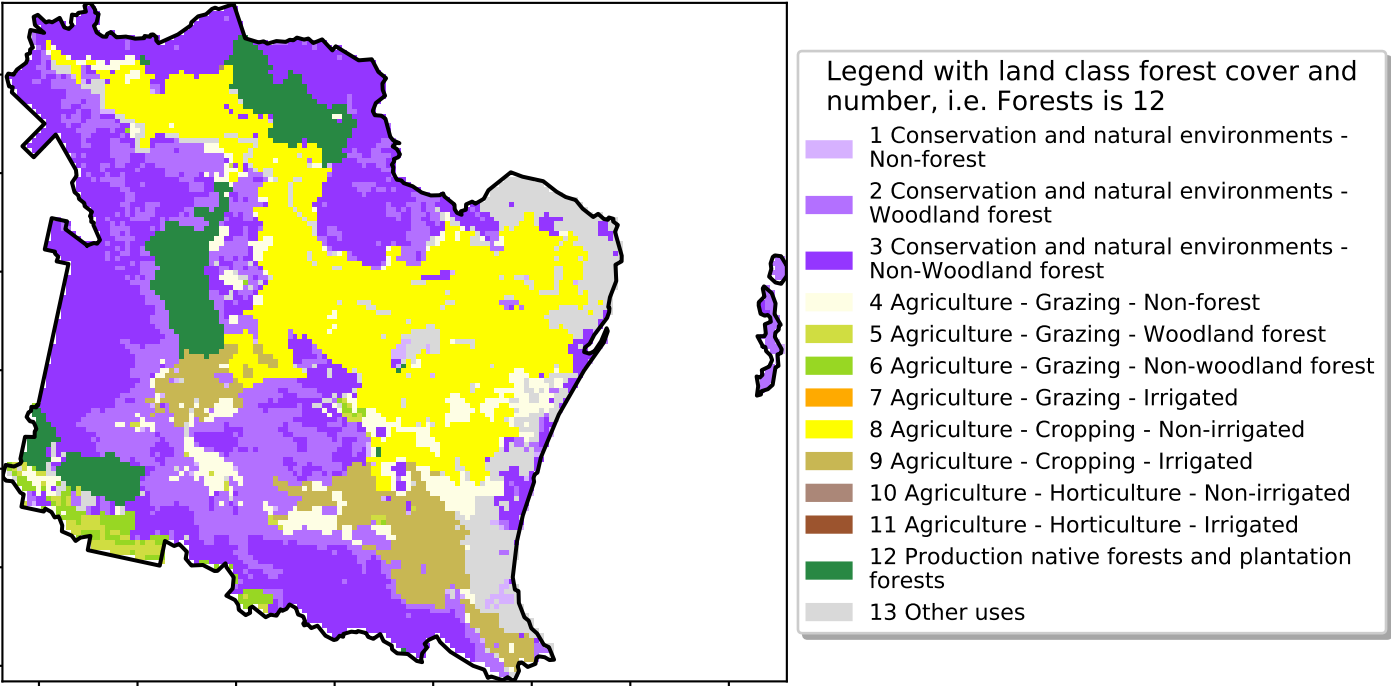 Legend with land class forest cover and
number, i.e. Forests is 12
1 Conservation and natural environments -
Non-forest
2 Conservation and natural environments -
Woodland forest
3 Conservation and natural environments -
Non-Woodland forest
4 Agriculture - Grazing - Non-forest
5 Agriculture - Grazing - Woodland forest
6 Agriculture - Grazing - Non-woodland forest
7 Agriculture - Grazing - Irrigated
8 Agriculture - Cropping - Non-irrigated
9 Agriculture - Cropping - Irrigated
10 Agriculture - Horticulture - Non-irrigated
11 Agriculture - Horticulture - Irrigated
12 Production native forests and plantation
forests
13 Other uses